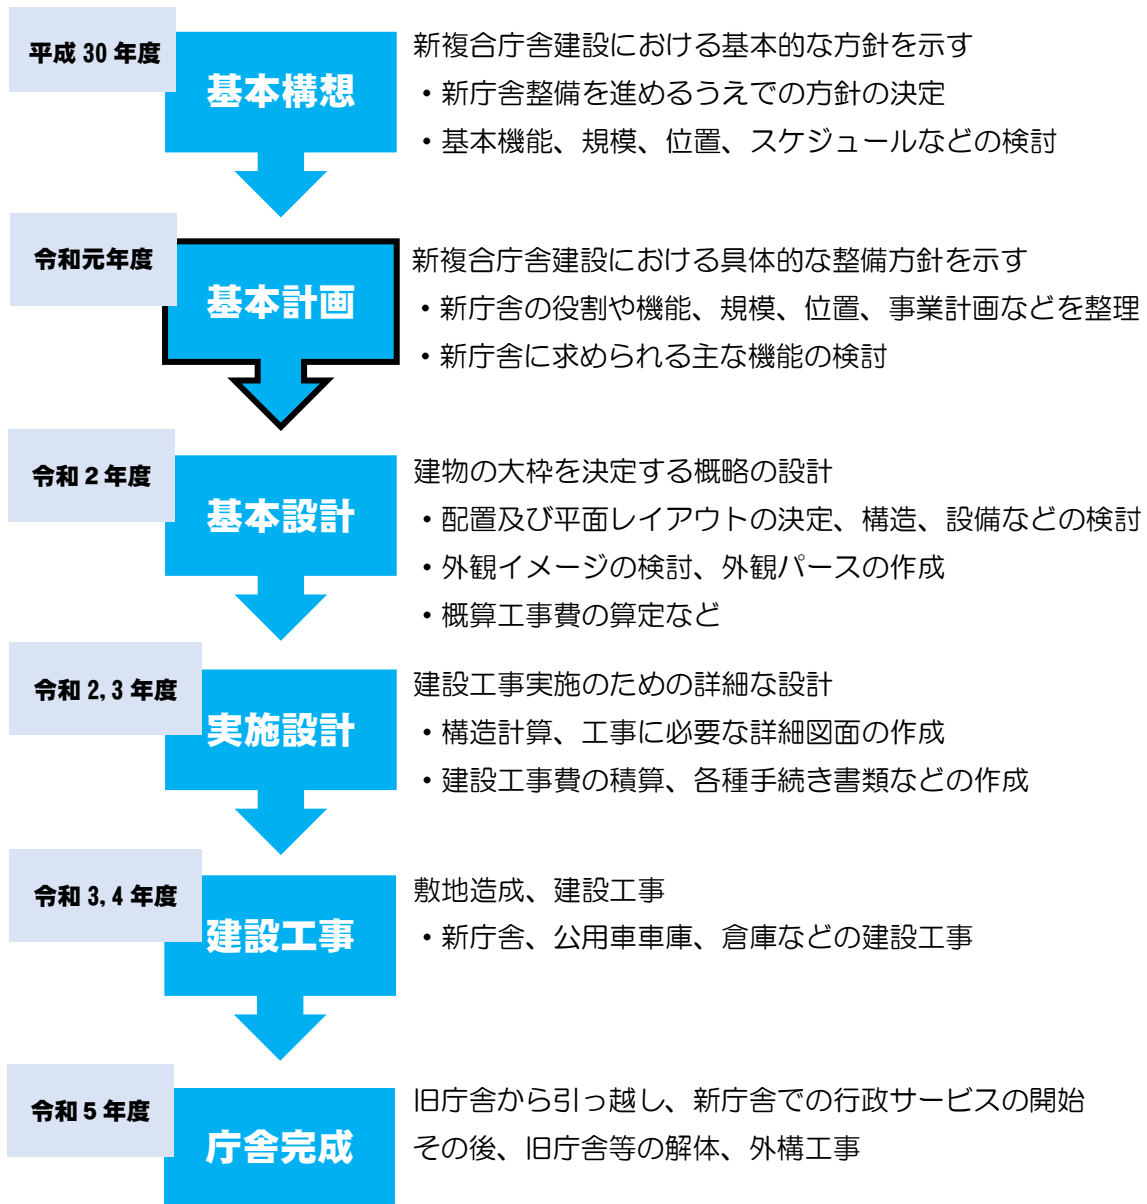 平成 30 年度
基本構想
新複合庁舎建設における基本的な方針を示す
・新庁舎整備を進めるうえでの方針の決定
・基本機能、規模、位置、スケジュールなどの検討
令和元年度
基本計画
新複合庁舎建設における具体的な整備方針を示す
・新庁舎の役割や機能、規模、位置、事業計画などを整理
・新庁舎に求められる主な機能の検討
令和２年度
基本設計
建物の大枠を決定する概略の設計
・配置及び平面レイアウトの決定、構造、設備などの検討
・外観イメージの検討、外観パースの作成
・概算工事費の算定など
令和 2,3 年度
実施設計
建設工事実施のための詳細な設計
・構造計算、工事に必要な詳細図面の作成
・建設工事費の積算、各種手続き書類などの作成
令和 3,4 年度
建設工事
敷地造成、建設工事
・新庁舎、公用車車庫、倉庫などの建設工事
令和５年度
庁舎完成
旧庁舎から引っ越し、新庁舎での行政サービスの開始
その後、旧庁舎等の解体、外構工事